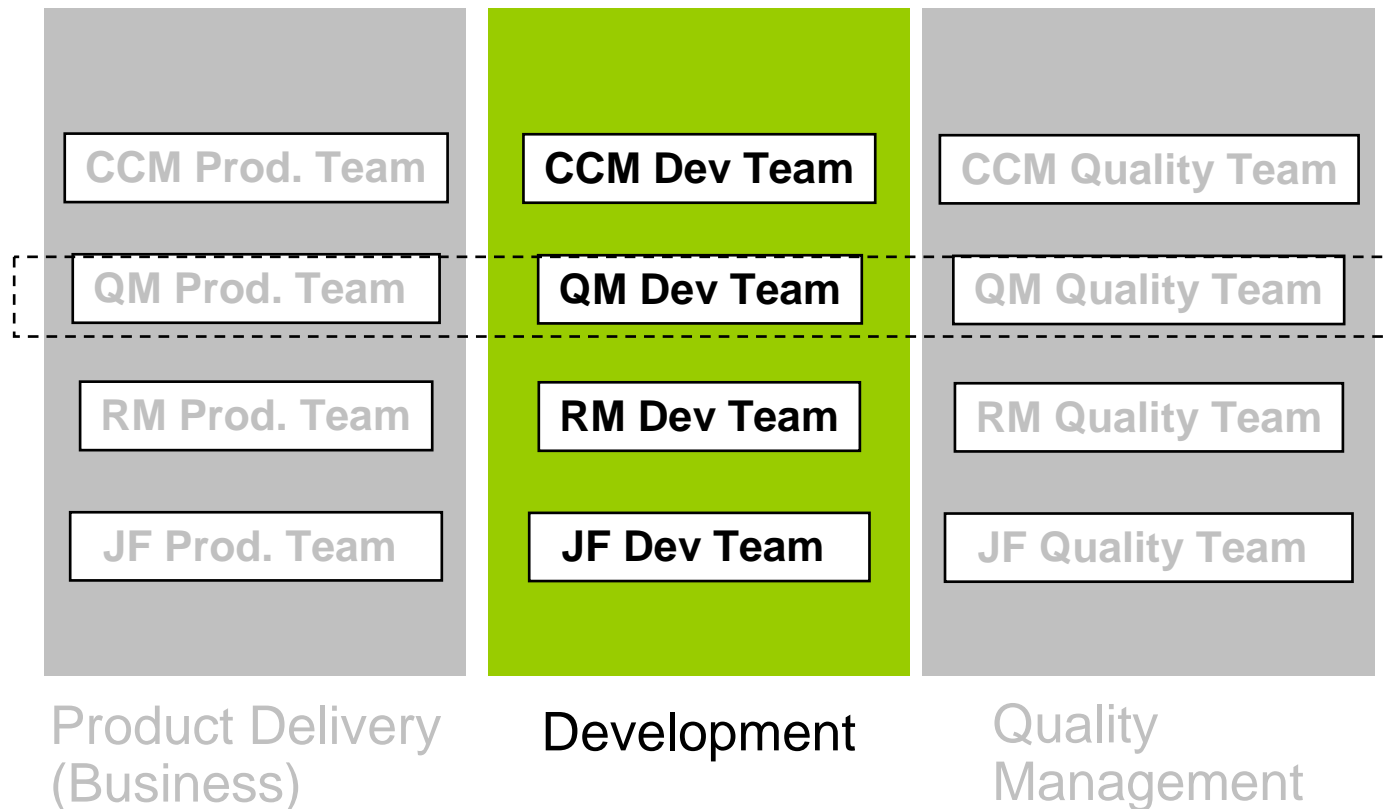 CCM Prod. Team
CCM Dev Team
CCM Quality Team
QM Prod. Team
QM Dev Team
QM Quality Team
RM Prod. Team
RM Dev Team
RM Quality Team
JF Prod. Team
JF Dev Team
JF Quality Team
Product Delivery
(Business)
Development
Quality
Management